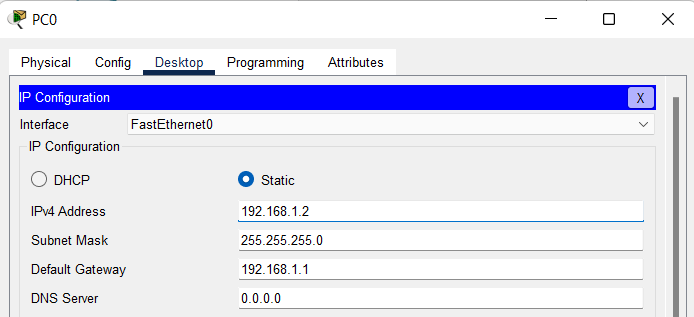 PC0
Physical Config Desktop Programming Attributes
IP Configuration X
Interface FastEthernet0
IP Configuration
DHCP Static
IPv4 Address 192.168.1.2
Subnet Mask 255.255.255.0
Default Gateway 192.168.1.1
DNS Server 0.0.0.0